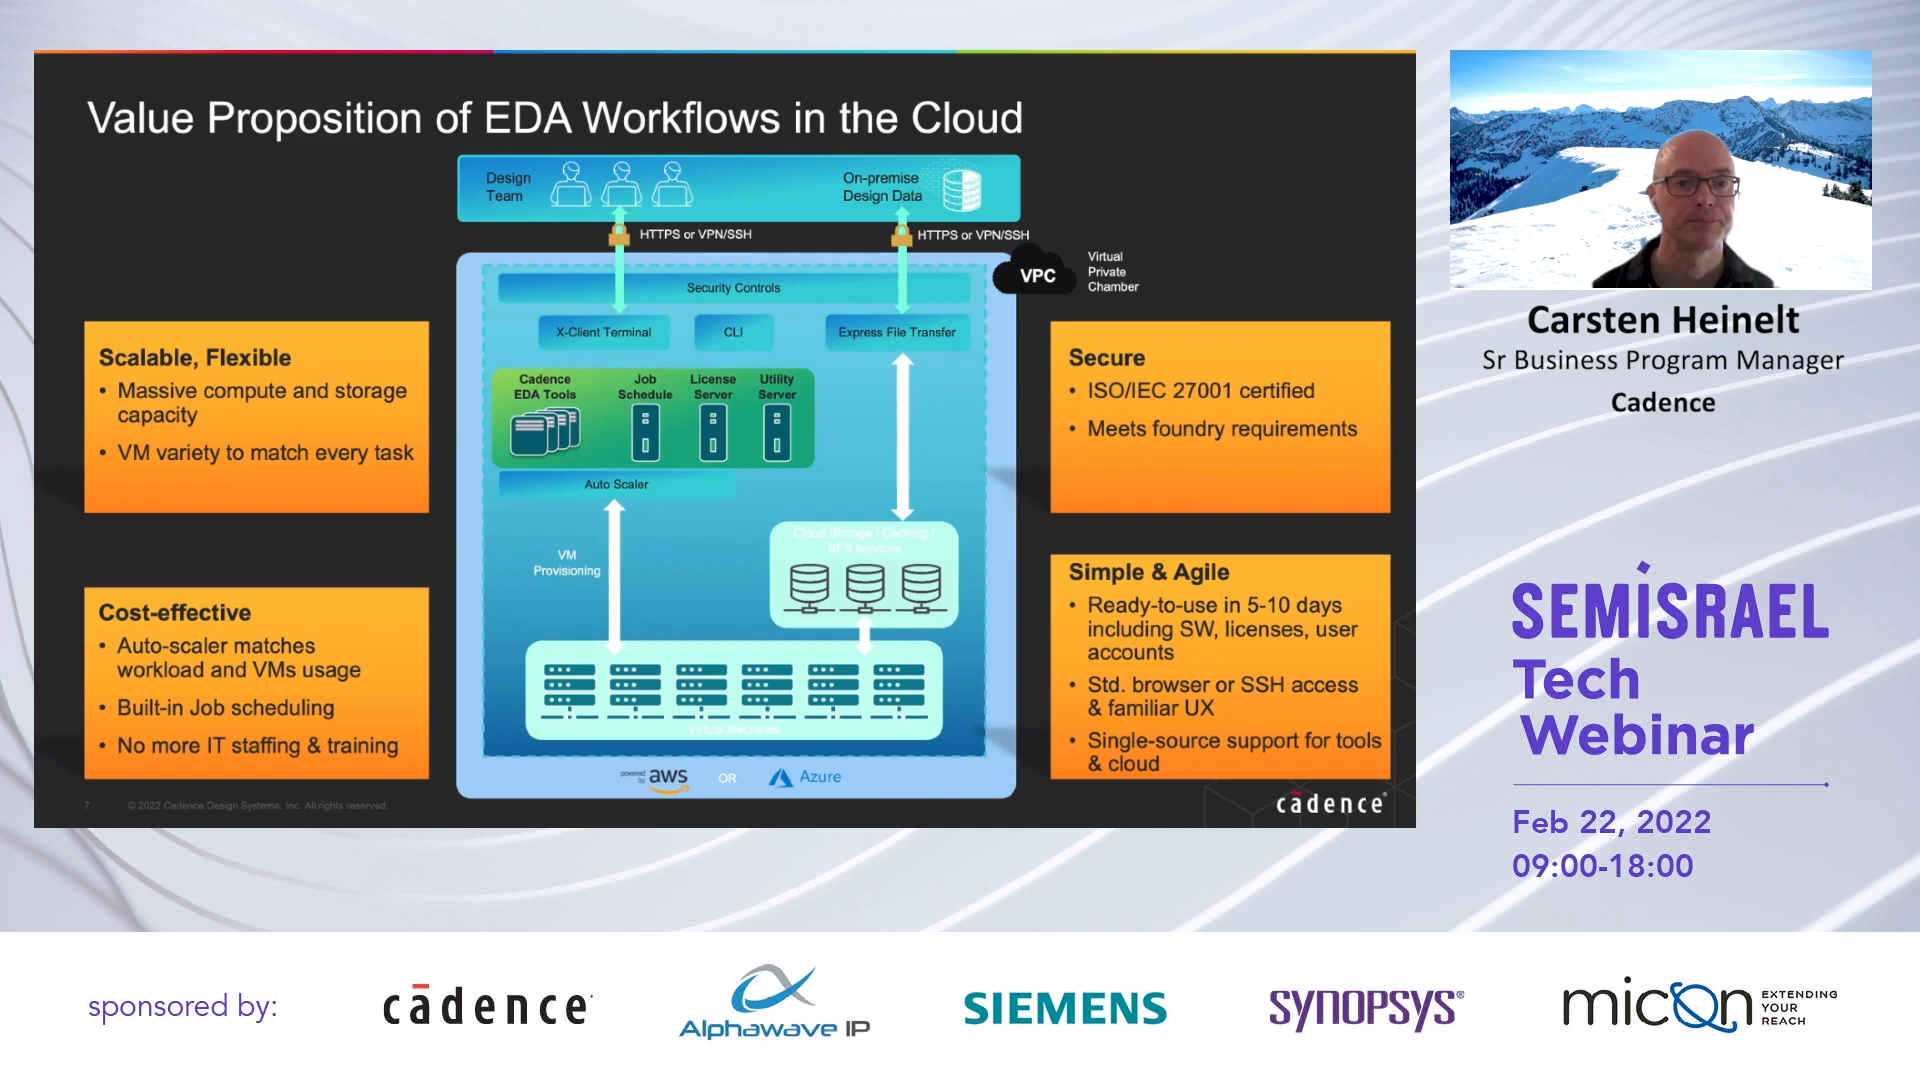 Value Proposition of EDA Workflows in the Cloud
Design
Team
On-premise
Design Data
HTTPS or VPN/SSH
HTTPS or VPN/SSH
VPC
Virtual
Private
Chamber
Security Controls
X-Client Terminal
CLI
Express File Transfer
Cadence
EDA Tools
Job
Schedule
License
Server
Utility
Server
Auto Scaler
VM
Provisioning
Cloud Storage / Caching /
NFS services
Virtual Machines
powered
by
aws
OR
Azure
Scalable, Flexible
• Massive compute and storage
capacity
• VM variety to match every task
Cost-effective
• Auto-scaler matches
workload and VMs usage
• Built-in Job scheduling
• No more IT staffing & training
Secure
• ISO/IEC 27001 certified
• Meets foundry requirements
Simple & Agile
• Ready-to-use in 5-10 days
including SW, licenses, user
accounts
• Std. browser or SSH access
& familiar UX
• Single-source support for tools
& cloud
7
© 2022 Cadence Design Systems, Inc. All rights reserved.
cādence®
Carsten Heinelt
Sr Business Program Manager
Cadence
SEMISRAEL
Tech
Webinar
Feb 22, 2022
09:00-18:00
sponsored by:
cādence
Alphawave IP
SIEMENS
SYNOPSYS®
micon
EXTENDING
YOUR
REACH